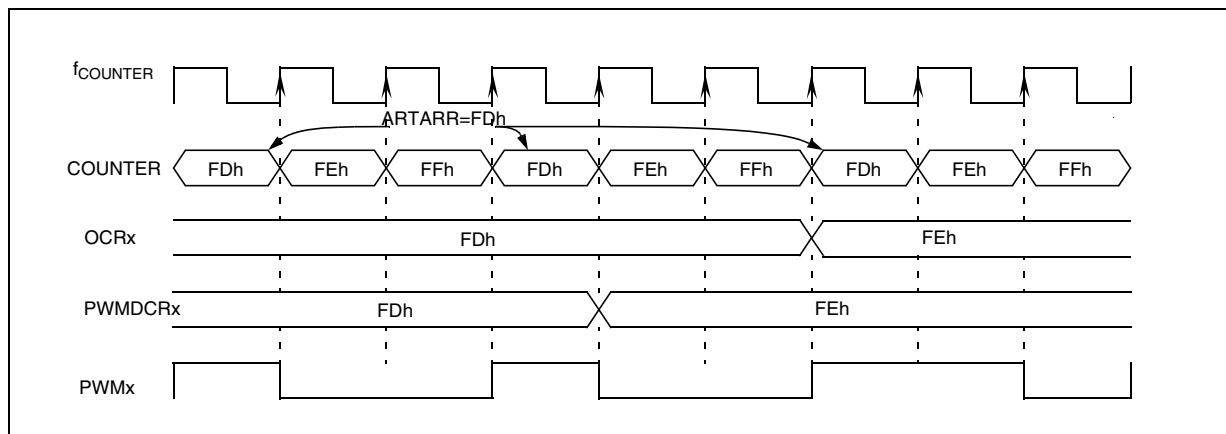 fCOUNTER
ARTARR=FDh
COUNTER FDh FEh FFh FDh FEh FFh FDh FEh FFh
OCRx FDh FEh
PWMDCRx FDh FEh
PWMx